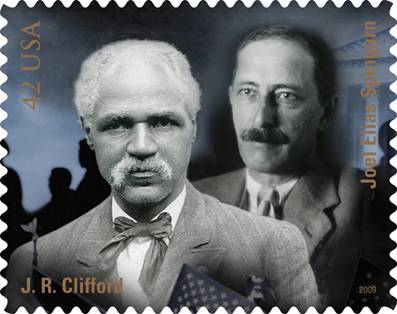 42 USA
Joel Elias Spingarn
J. R. Clifford
2009